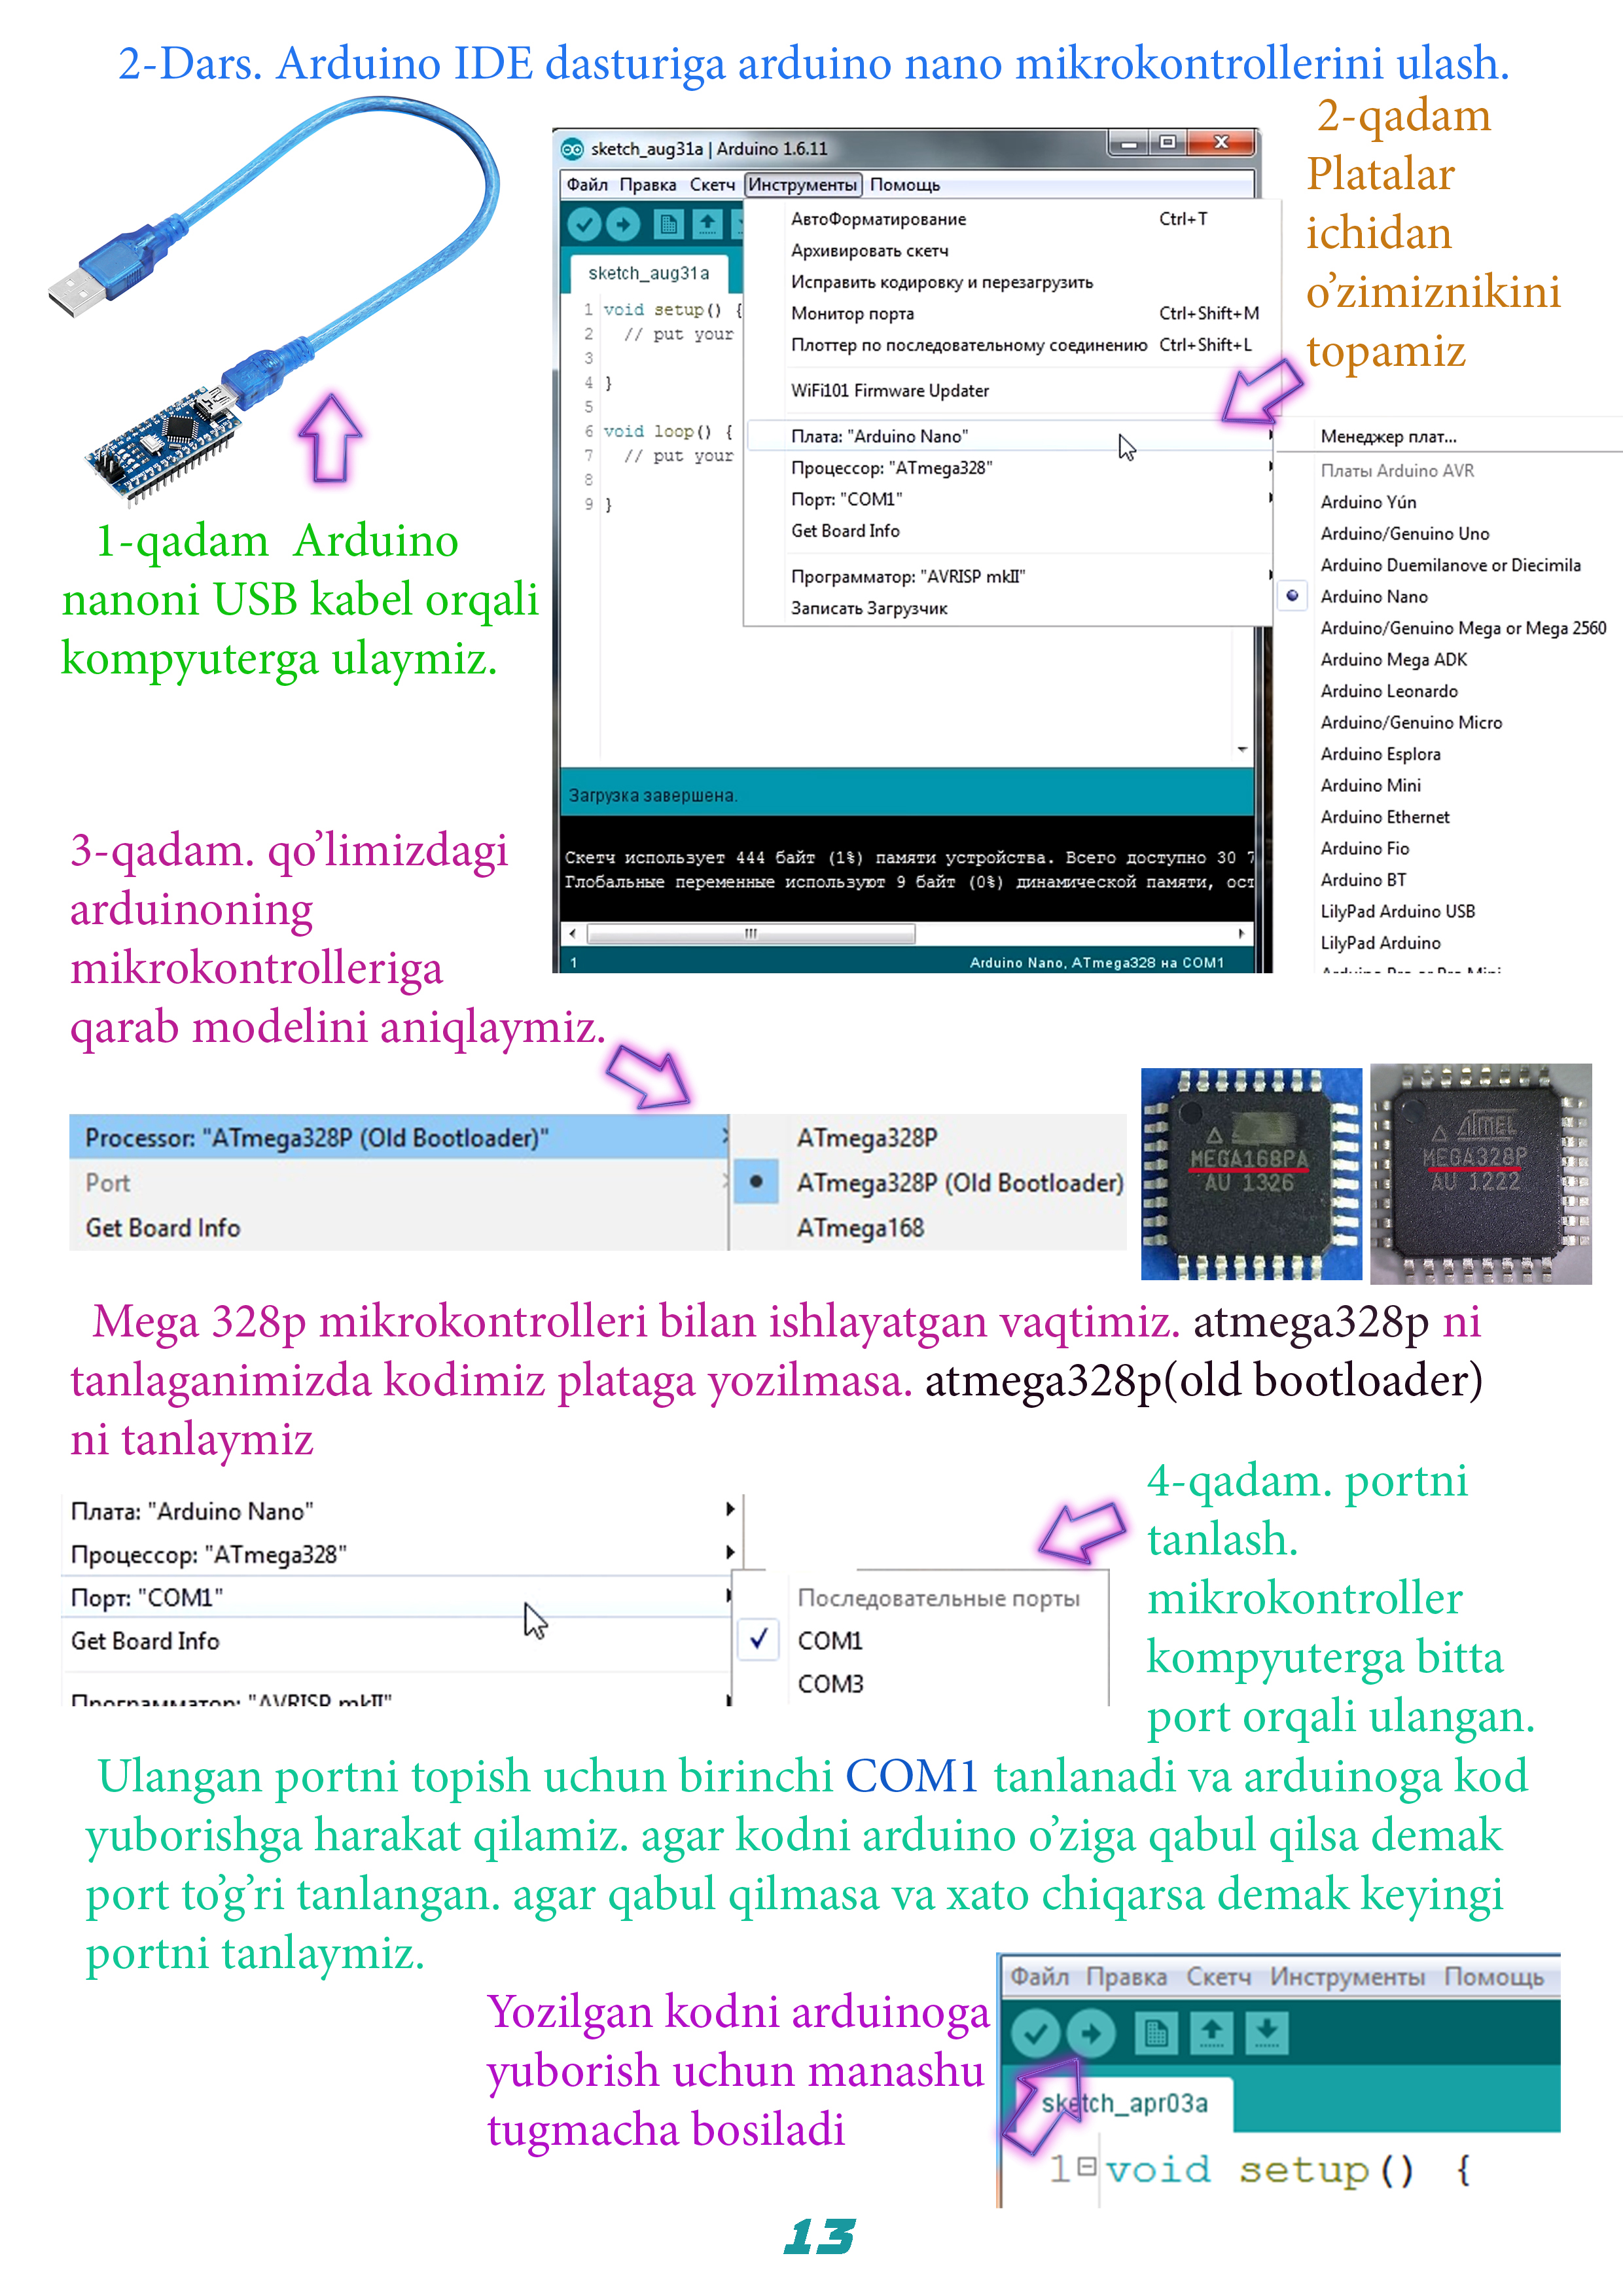 2-Dars. Arduino IDE dasturiga arduino nano mikrokontrollerini ulash.
2-qadam
Platalar
ichidan
o’zimiznikini
topamiz
sketch_aug31a | Arduino 1.6.11
Файл Правка Скетч Инструменты Помощь
АвтоФорматирование Ctrl+T
Архивировать скетч
Исправить кодировку и перезагрузить
Монитор порта Ctrl+Shift+M
Плоттер по последовательному соединению Ctrl+Shift+L
WiFi101 Firmware Updater
Плата: "Arduino Nano"
Процессор: "ATmega328"
Порт: "COM1"
Get Board Info
Программатор: "AVRISP mkII"
Записать Загрузчик
sketch_aug31a
1 void setup() {
2 // put your
3
4 }
5
6 void loop() {
7 // put your
8
9 }
Менеджер плат...
Платы Arduino AVR
Arduino Yún
Arduino/Genuino Uno
Arduino Duemilanove or Diecimila
Arduino Nano
Arduino/Genuino Mega or Mega 2560
Arduino Mega ADK
Arduino Leonardo
Arduino/Genuino Micro
Arduino Esplora
Arduino Mini
Arduino Ethernet
Arduino Fio
Arduino BT
LilyPad Arduino USB
LilyPad Arduino
Загрузка завершена.
Скетч использует 444 байт (1%) памяти устройства. Всего доступно 30 7
Глобальные переменные используют 9 байт (0%) динамической памяти, ост
1 Arduino Nano, ATmega328 на COM1
1-qadam Arduino
nanoni USB kabel orqali
kompyuterga ulaymiz.
3-qadam. qo’limizdagi
arduinoning
mikrokontrolleriga
qarab modelini aniqlaymiz.
Processor: "ATmega328P (Old Bootloader)"
Port
Get Board Info
ATmega328P
ATmega328P (Old Bootloader)
ATmega168
MEGA168PA
AU 1326
ATMEL
MEGA328P
AU 1222
Mega 328p mikrokontrolleri bilan ishlayatgan vaqtimiz. atmega328p ni
tanlaganimizda kodimiz plataga yozilmasa. atmega328p(old bootloader)
ni tanlaymiz
Плата: "Arduino Nano"
Процессор: "ATmega328"
Порт: "COM1"
Get Board Info
Программатор: "AVRISP mkII"
Последовательные порты
COM1
COM3
4-qadam. portni
tanlash.
mikrokontroller
kompyuterga bitta
port orqali ulangan.
Ulangan portni topish uchun birinchi COM1 tanlanadi va arduinoga kod
yuborishga harakat qilamiz. agar kodni arduino o’ziga qabul qilsa demak
port to’g’ri tanlangan. agar qabul qilmasa va xato chiqarsa demak keyingi
portni tanlaymiz.
Yozilgan kodni arduinoga
yuborish uchun manashu
tugmacha bosiladi
Файл Правка Скетч Инструменты Помощь
sketch_apr03a
1 void setup() {
13